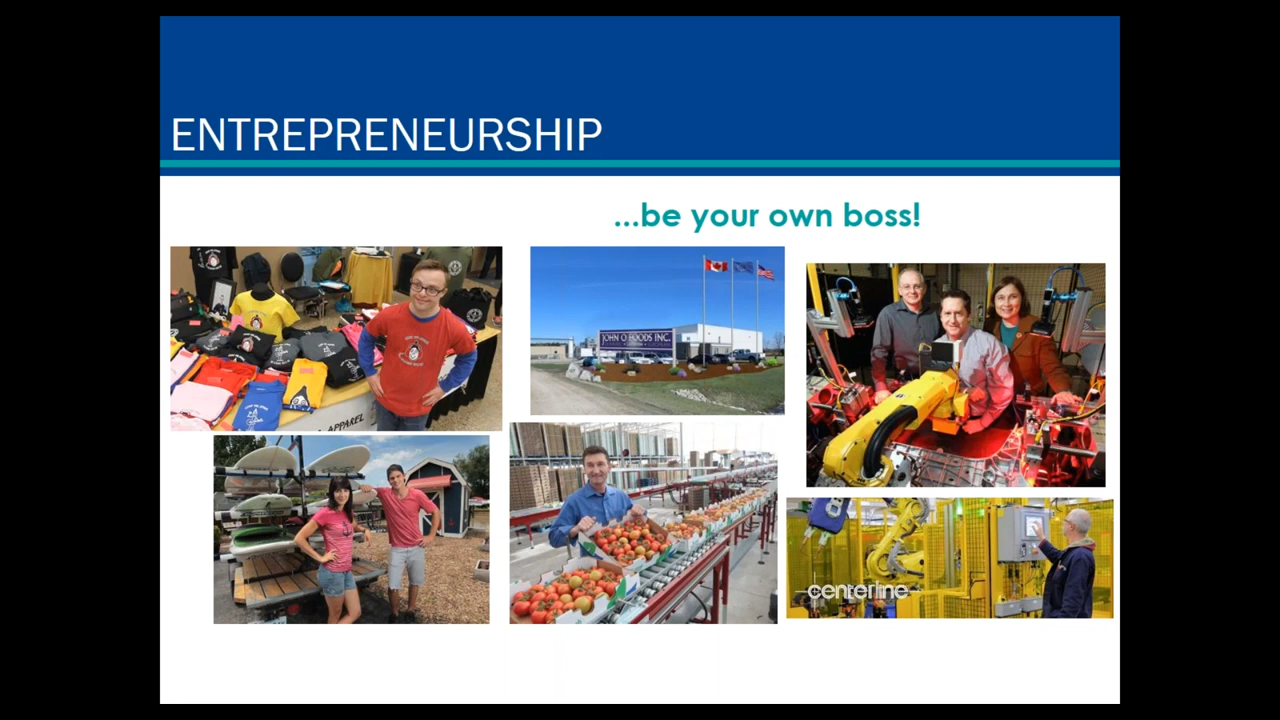 ENTREPRENEURSHIP
...be your own boss!
JOHN O FOODS INC.
APPAREL
centerline